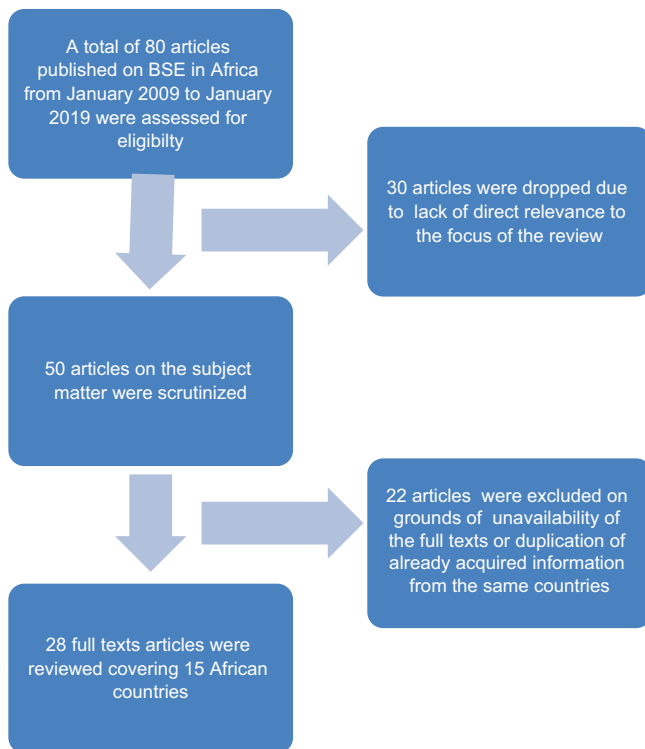 A total of 80 articles
published on BSE in Africa
from January 2009 to January
2019 were assessed for
eligibilty
30 articles were dropped due
to lack of direct relevance to
the focus of the review
50 articles on the subject
matter were scrutinized
22 articles were excluded on
grounds of unavailability of
the full texts or duplication of
already acquired information
from the same countries
28 full texts articles were
reviewed covering 15 African
countries